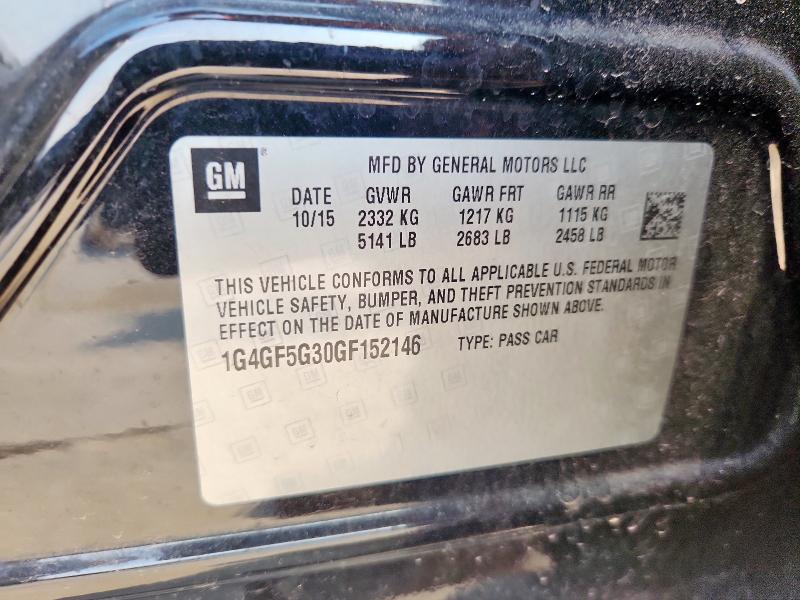 GM
MFD BY GENERAL MOTORS LLC
DATE GVWR GAWR FRT GAWR RR
10/15 2332 KG 1217 KG 1115 KG
5141 LB 2683 LB 2458 LB
THIS VEHICLE CONFORMS TO ALL APPLICABLE U.S. FEDERAL MOTOR
VEHICLE SAFETY, BUMPER, AND THEFT PREVENTION STANDARDS IN
EFFECT ON THE DATE OF MANUFACTURE SHOWN ABOVE.
1G4GF5G30GF152146 TYPE: PASS CAR